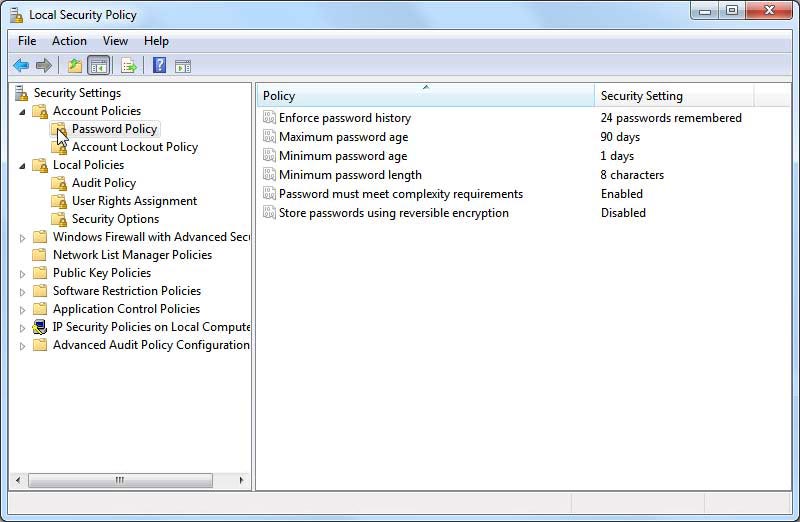 Local Security Policy
File Action View Help
Security Settings
Account Policies
Password Policy
Account Lockout Policy
Local Policies
Audit Policy
User Rights Assignment
Security Options
Windows Firewall with Advanced Secu
Network List Manager Policies
Public Key Policies
Software Restriction Policies
Application Control Policies
IP Security Policies on Local Compute
Advanced Audit Policy Configuration
Policy Security Setting
Enforce password history 24 passwords remembered
Maximum password age 90 days
Minimum password age 1 days
Minimum password length 8 characters
Password must meet complexity requirements Enabled
Store passwords using reversible encryption Disabled